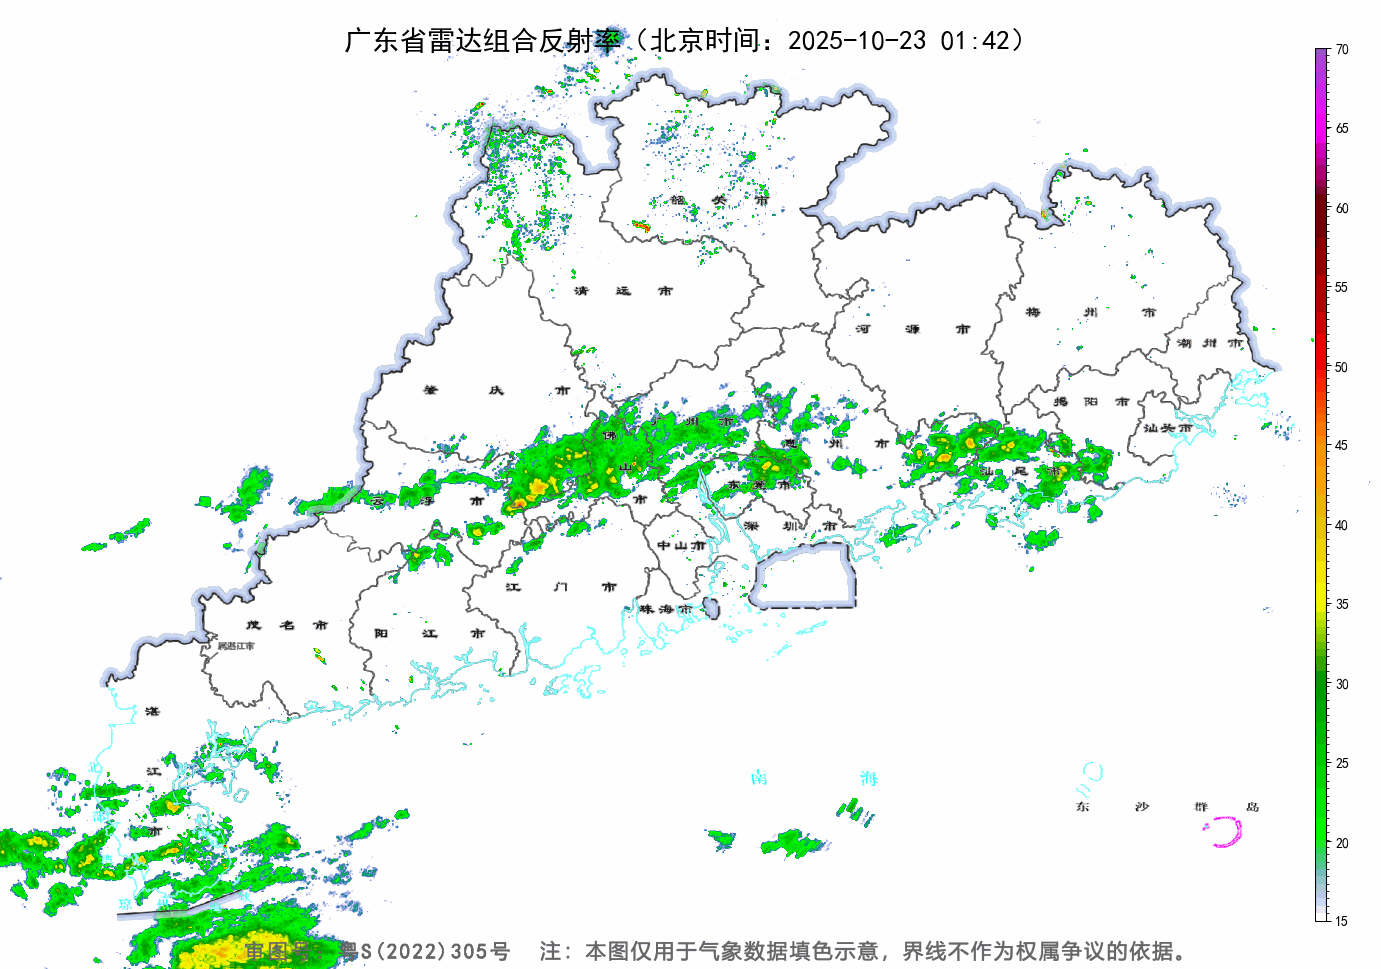 广东省雷达组合反射率（北京时间：2025-10-23 01:42）
70
65
60
55
50
45
40
35
30
25
20
15
韶 关 市
清 远 市
河 源 市
梅 州 市
潮 州 市
肇 庆 市
揭 阳 市
汕头市
广 州 市
佛
山
市
惠 州 市
汕 尾 市
东 莞 市
云 浮 市
深 圳 市
中山市
江 门 市
珠海市
茂 名 市
阳 江 市
属湛江市
湛
江
市
南 海
东 沙 群 岛
北
琼 州 海 峡
审图号：粤S(2022)305号 注：本图仅用于气象数据填色示意，界线不作为权属争议的依据。